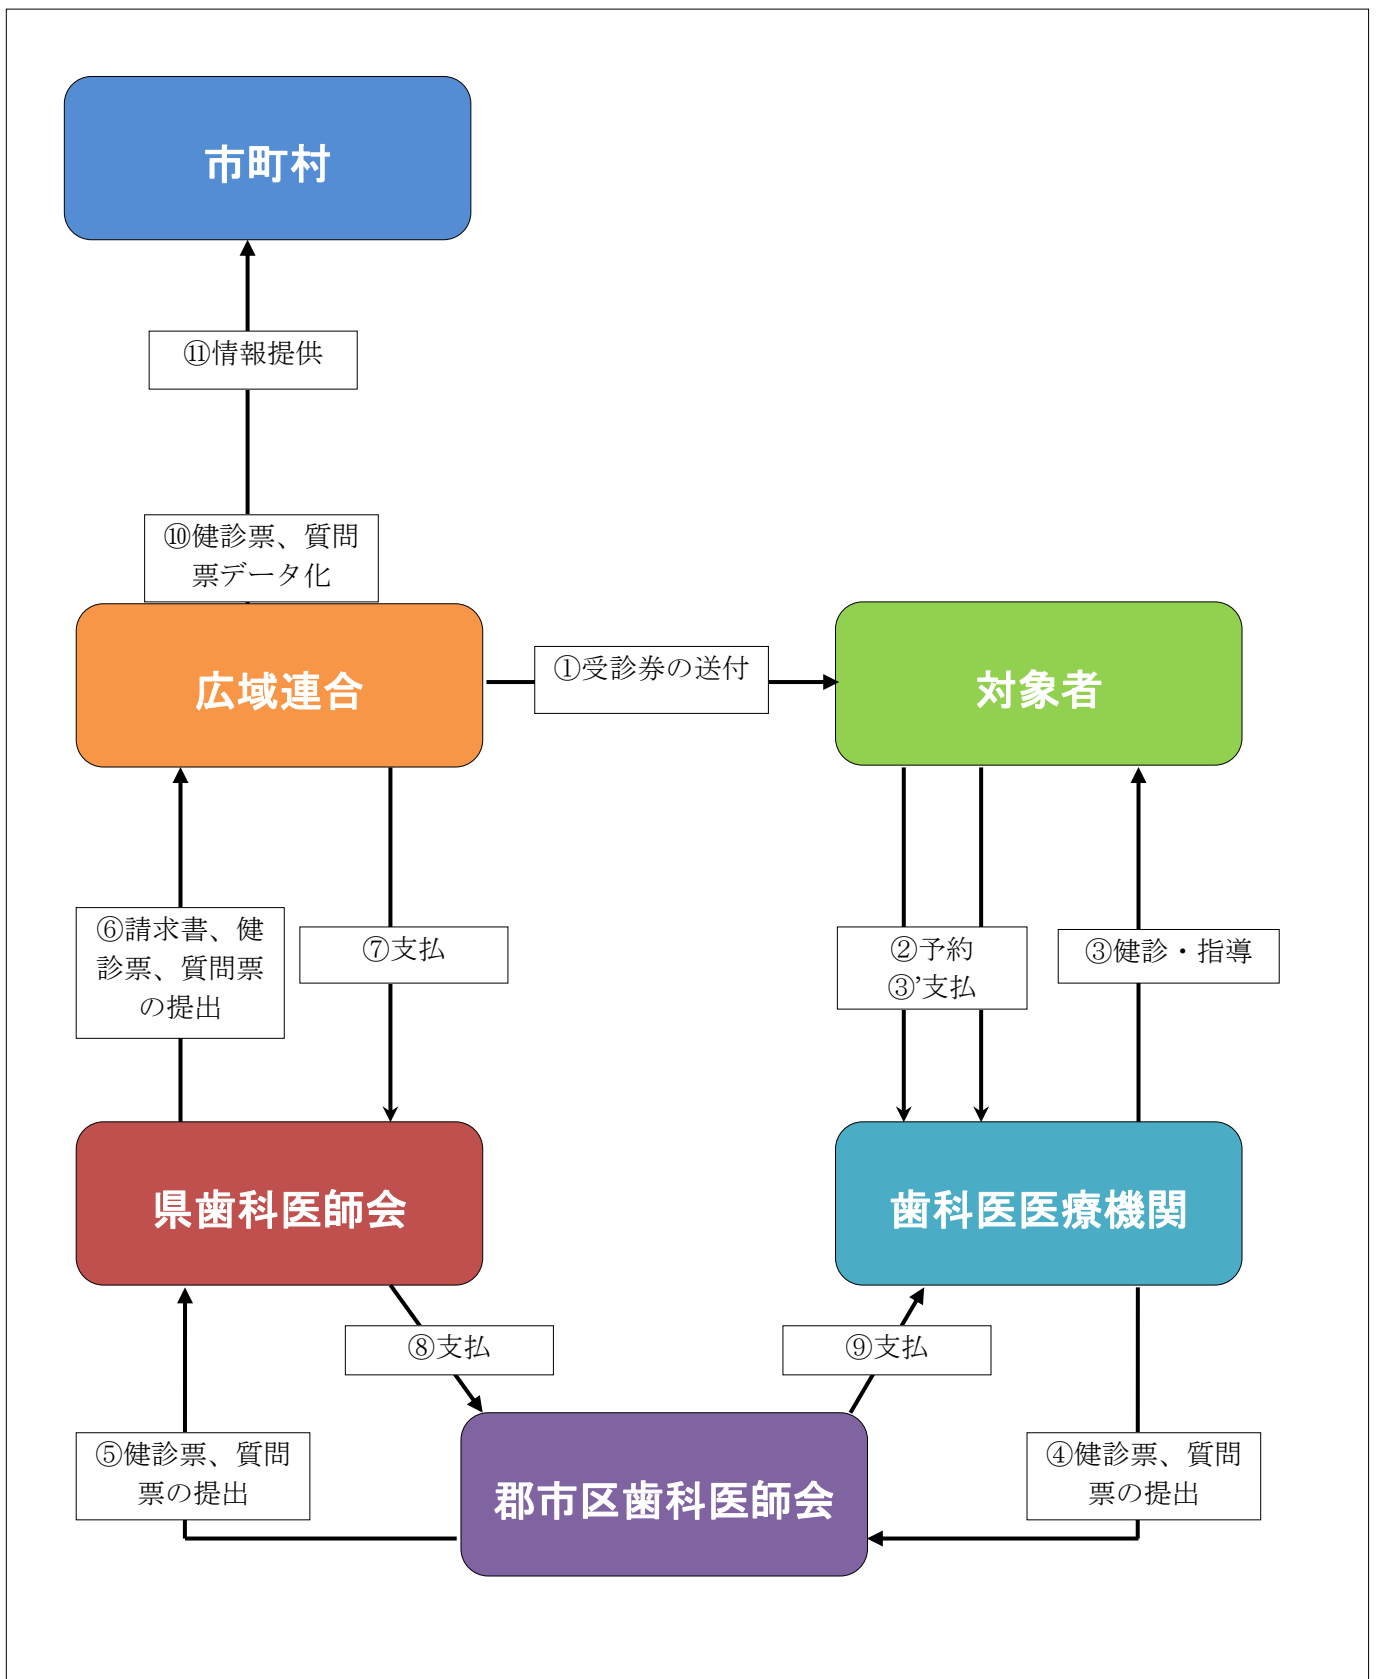 市町村
⑪情報提供
⑩健診票、質問
票データ化
広域連合
①受診券の送付
対象者
⑥請求書、健
診票、質問票
の提出
⑦支払
②予約
③’支払
③健診・指導
県歯科医師会
歯科医医療機関
⑧支払
⑨支払
⑤健診票、質問
票の提出
郡市区歯科医師会
④健診票、質問
票の提出